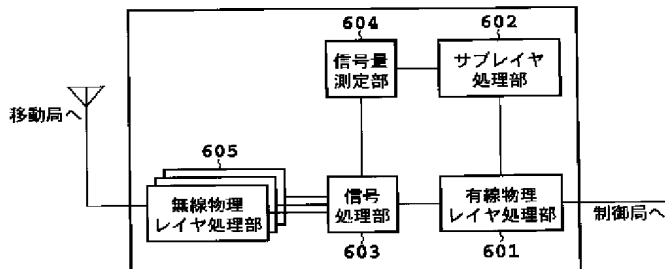 604
602
信号量
測定部
サブレイヤ
処理部
移動局へ
605
無線物理
レイヤ処理部
信号
処理部
有線物理
レイヤ処理部
制御局へ
603
601